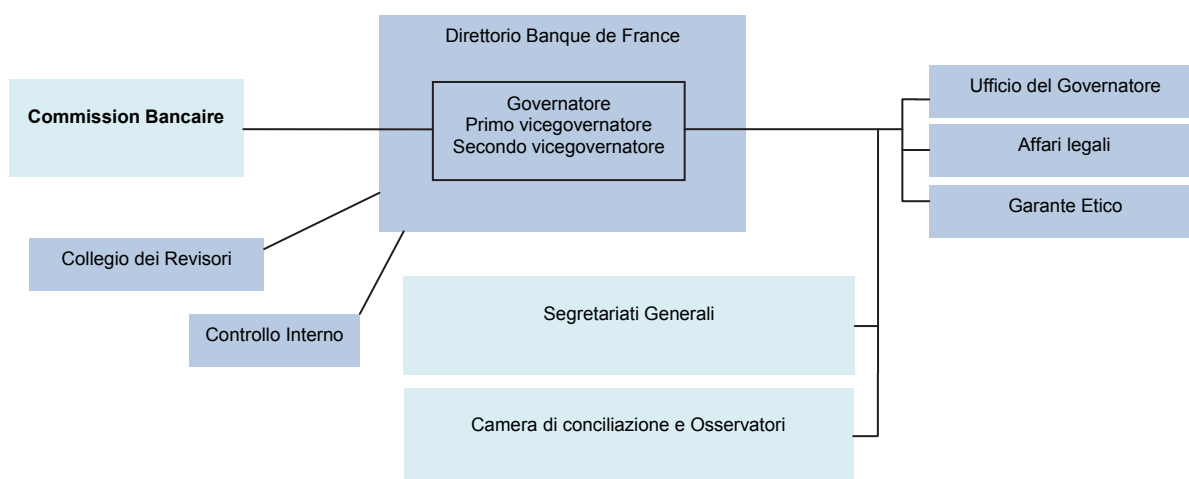 Direttorio Banque de France
Commission Bancaire
Governatore
Primo vicegovernatore
Secondo vicegovernatore
Ufficio del Governatore
Affari legali
Garante Etico
Collegio dei Revisori
Controllo Interno
Segretariati Generali
Camera di conciliazione e Osservatori